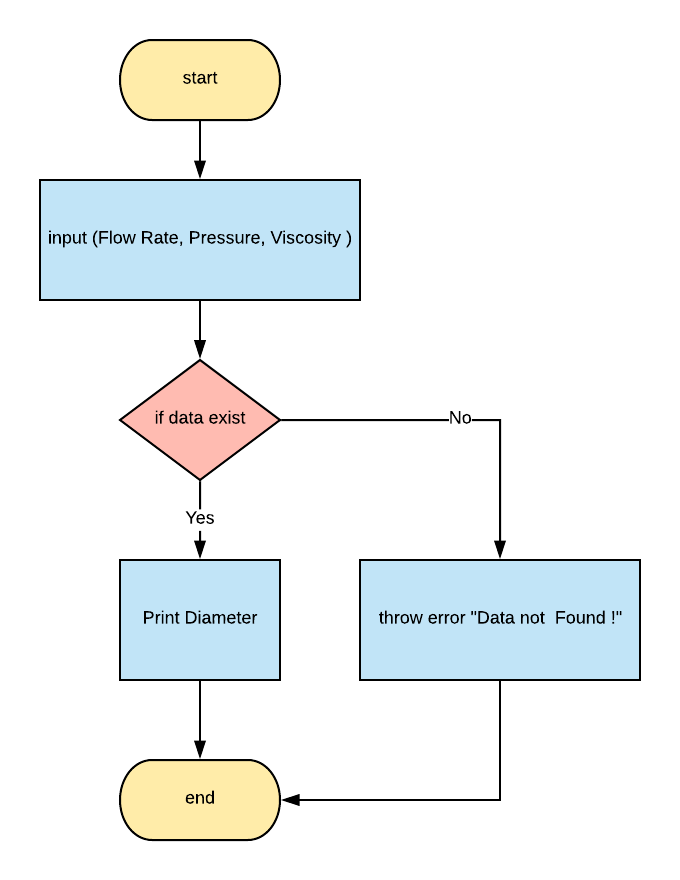 start
input (Flow Rate, Pressure, Viscosity )
if data exist
No
Yes
Print Diameter
throw error "Data not  Found !"
end